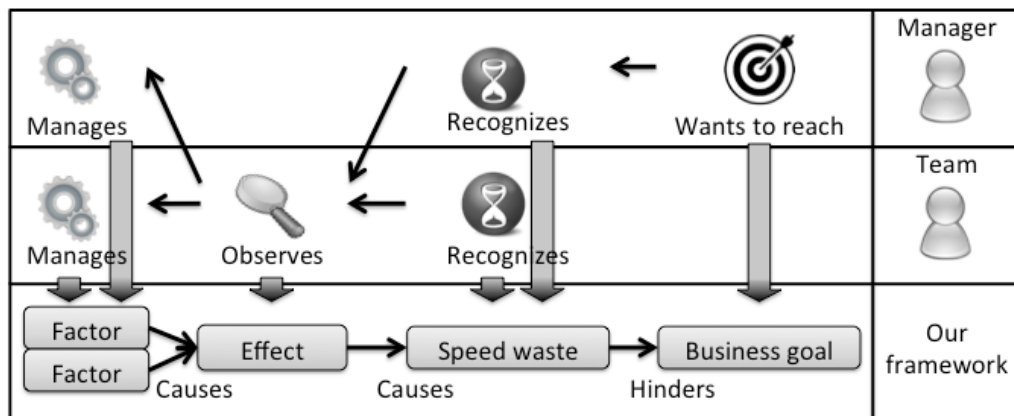 Manager
Manages
Recognizes
Wants to reach
Team
Manages
Observes
Recognizes
Factor
Factor
Effect
Speed waste
Business goal
Causes
Causes
Hinders
Our
framework